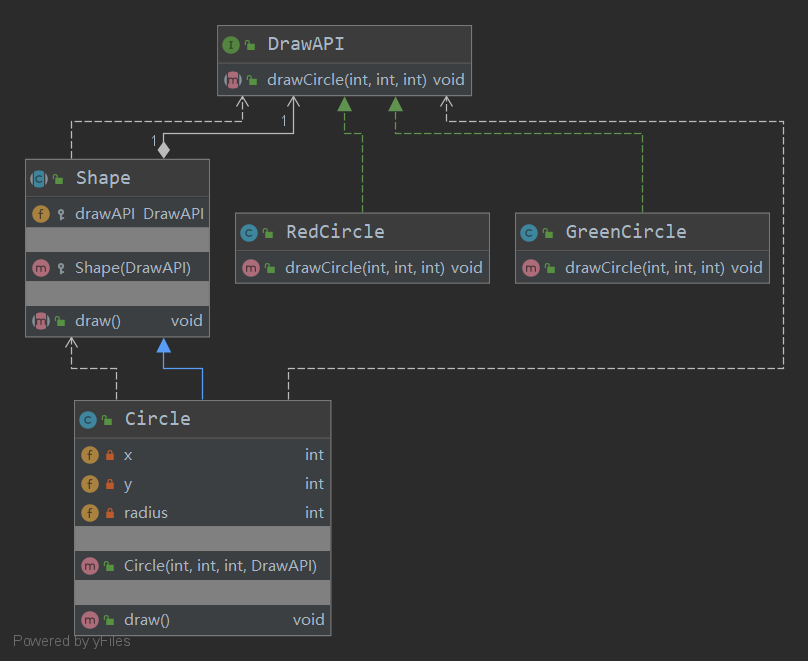 DrawAPI
drawCircle(int, int, int) void
1
1
Shape
drawAPI DrawAPI
Shape(DrawAPI)
draw() void
RedCircle
drawCircle(int, int, int) void
GreenCircle
drawCircle(int, int, int) void
Circle
x int
y int
radius int
Circle(int, int, int, DrawAPI)
draw() void
Powered by yFiles